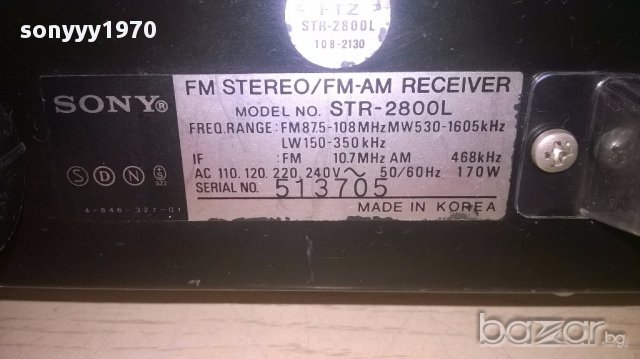 sonyyy1970
FTZ
STR-2800L
108-2130
SONY®
FM STEREO/FM-AM RECEIVER
MODEL NO. STR-2800L
FREQ. RANGE: FM87.5-108MHz MW530-1605kHz
LW150-350kHz
IF :FM 10.7MHz AM 468kHz
AC 110. 120. 220. 240V~ 50/60Hz 170W
SERIAL NO. 513705
MADE IN KOREA
S D N
4-846-327-01
bazar.bg